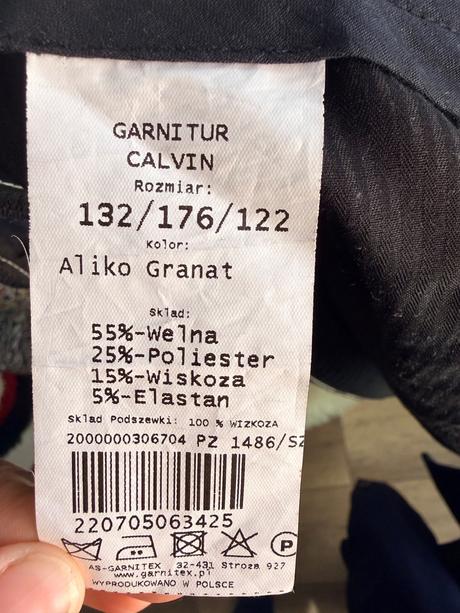 GARNITUR
CALVIN
Rozmiar:
132/176/122
Kolor:
Aliko Granat
Skład:
55%-Wełna
25%-Poliester
15%-Wiskoza
5%-Elastan
Skład Podszewki: 100 % WIZKOZA
2000000306704 PZ 1486/SZ
220705063425
P
AS-GARNITEX 32-431 Stroza 927
www.garnitex.pl
WYPRODUKOWANO W POLSCE